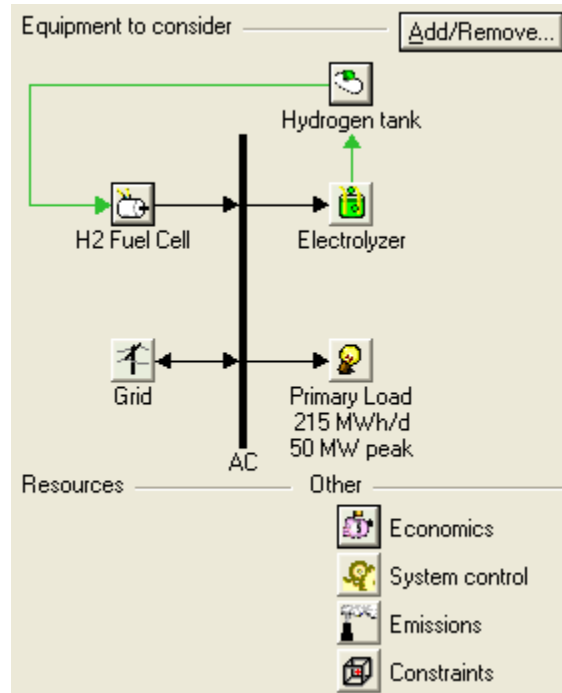 Equipment to consider
Add/Remove...
Hydrogen tank
H2 Fuel Cell
Electrolyzer
Grid
Primary Load
215 MWh/d
50 MW peak
AC
Resources
Other
Economics
System control
Emissions
Constraints